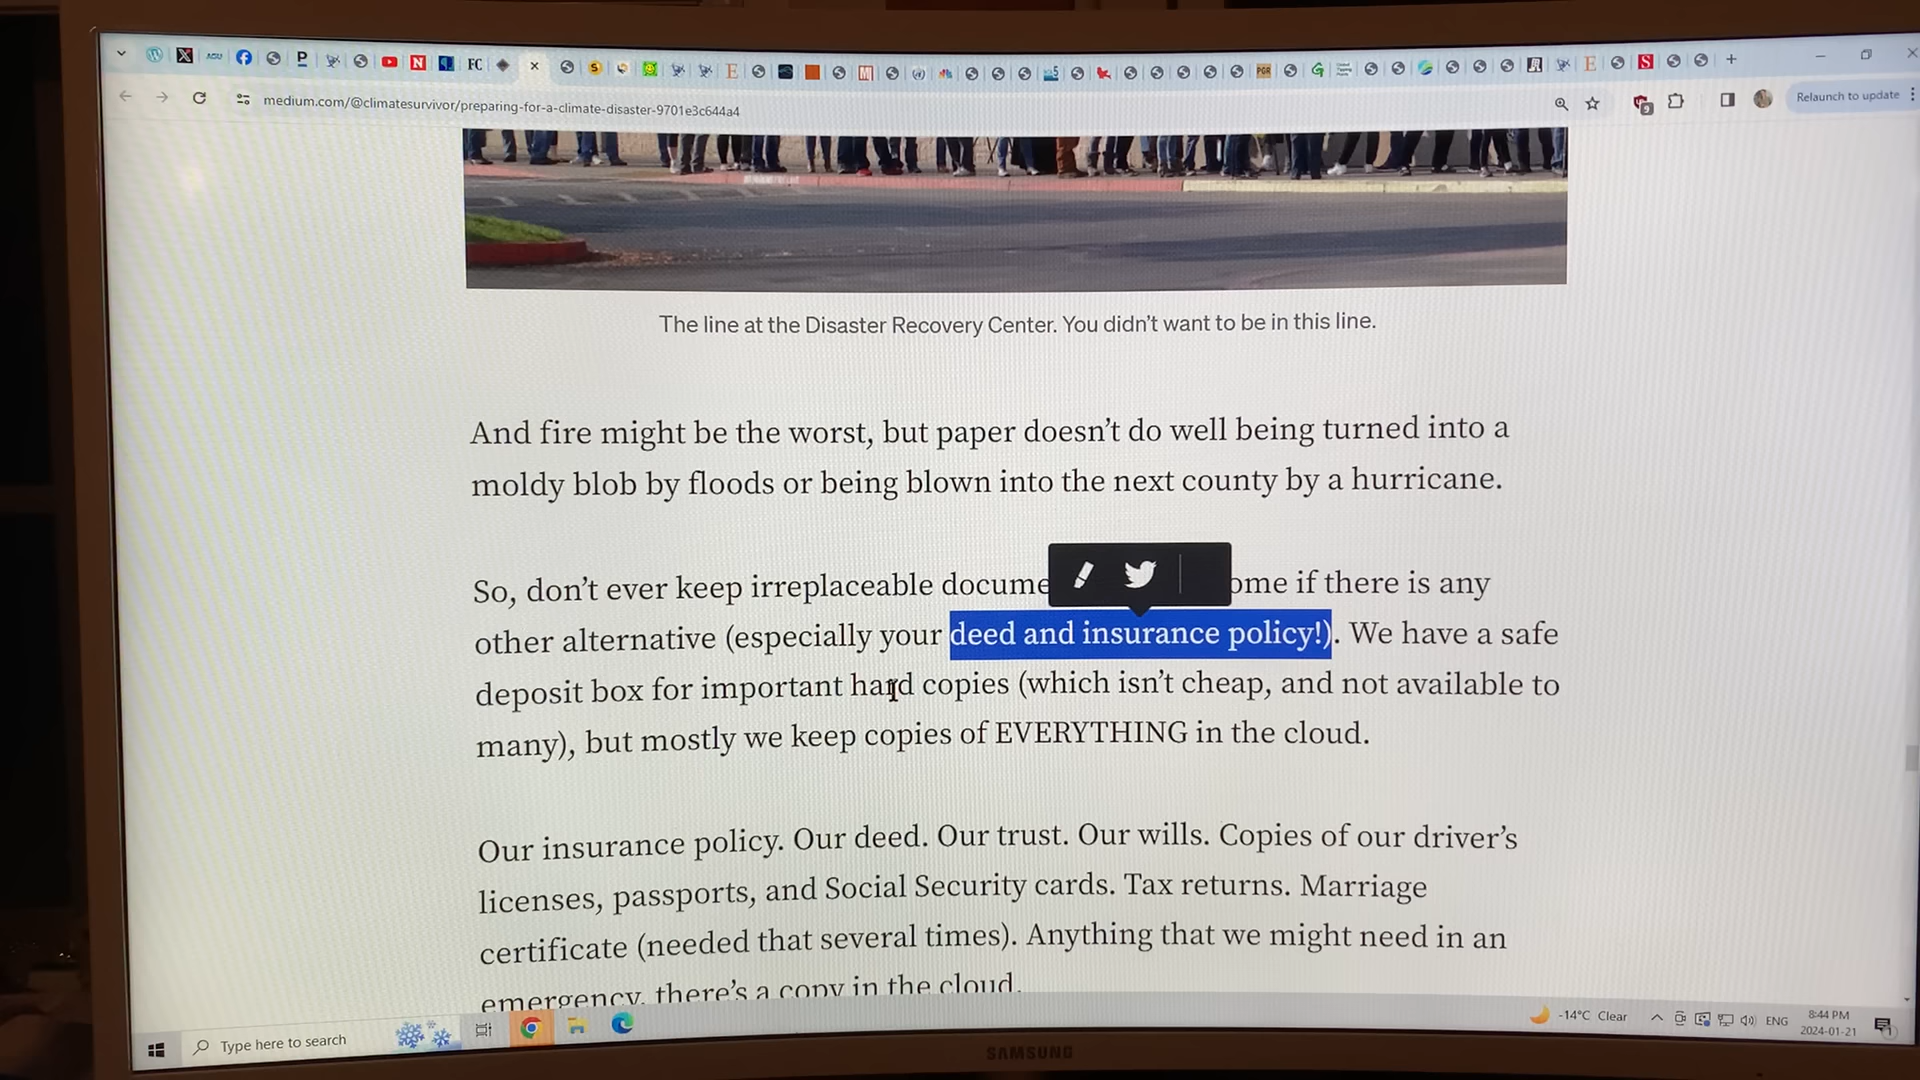 FC
medium.com/@climatesurvivor/preparing-for-a-climate-disaster-9701e3c644a4
Relaunch to update
The line at the Disaster Recovery Center. You didn't want to be in this line.
And fire might be the worst, but paper doesn't do well being turned into a
moldy blob by floods or being blown into the next county by a hurricane.
So, don't ever keep irreplaceable docume ome if there is any
other alternative (especially your deed and insurance policy!). We have a safe
deposit box for important hard copies (which isn't cheap, and not available to
many), but mostly we keep copies of EVERYTHING in the cloud.
Our insurance policy. Our deed. Our trust. Our wills. Copies of our driver's
licenses, passports, and Social Security cards. Tax returns. Marriage
certificate (needed that several times). Anything that we might need in an
emergency, there's a copy in the cloud.
Type here to search
-14°C Clear
ENG
8:44 PM
2024-01-21
SAMSUNG